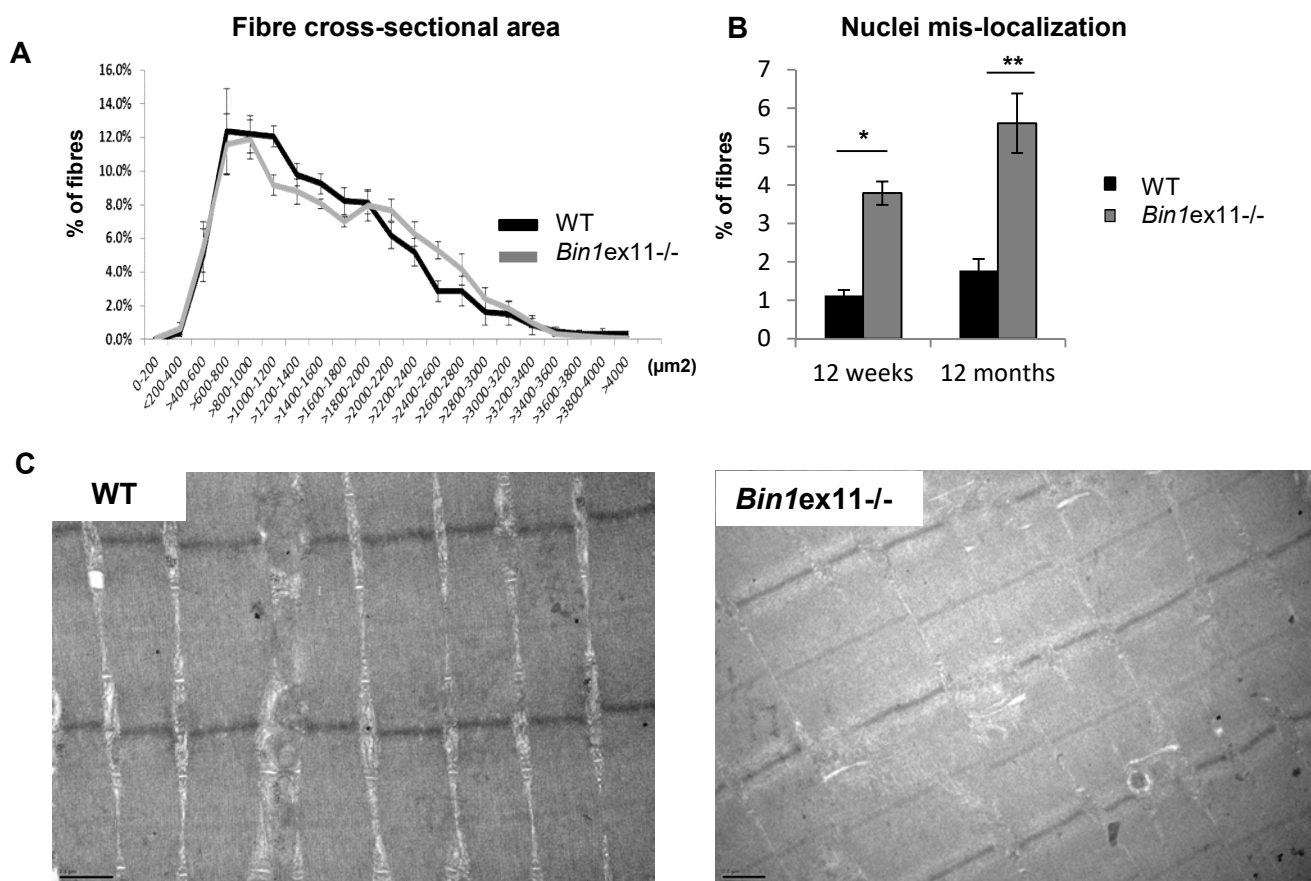 Fibre cross-sectional area
A
16.0%
14.0%
12.0%
10.0%
8.0%
6.0%
4.0%
2.0%
0.0%
% of fibres
WT
Bin1ex11-/-
0-200
<200-400
>400-600
>600-800
>800-1000
>1000-1200
>1200-1400
>1400-1600
>1600-1800
>1800-2000
>2000-2200
>2200-2400
>2400-2600
>2600-2800
>2800-3000
>3000-3200
>3200-3400
>3400-3600
>3600-3800
>3800-4000
>4000
(µm2)
B
Nuclei mis-localization
7
6
5
4
3
2
1
0
% of fibres
*
**
12 weeks
12 months
WT
Bin1ex11-/-
C
WT
Bin1ex11-/-